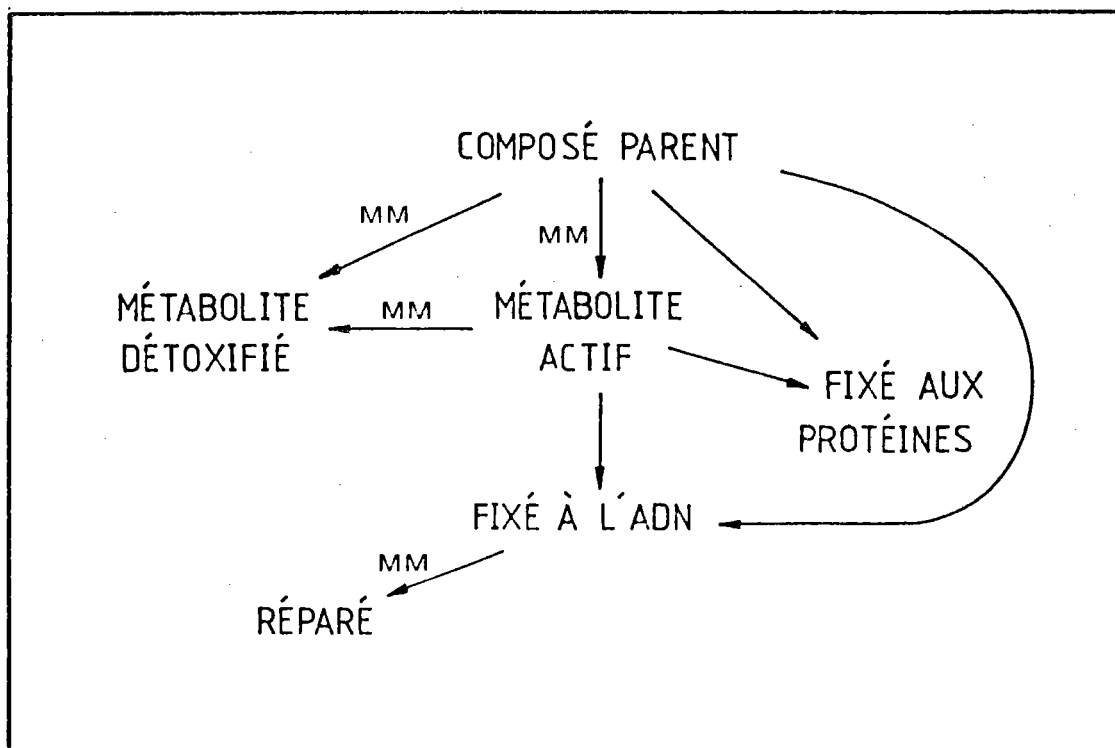 COMPOSÉ PARENT
MM
MM
MÉTABOLITE
DÉTOXIFIÉ
MM
MÉTABOLITE
ACTIF
FIXÉ AUX
PROTÉINES
FIXÉ À L'ADN
MM
RÉPARÉ